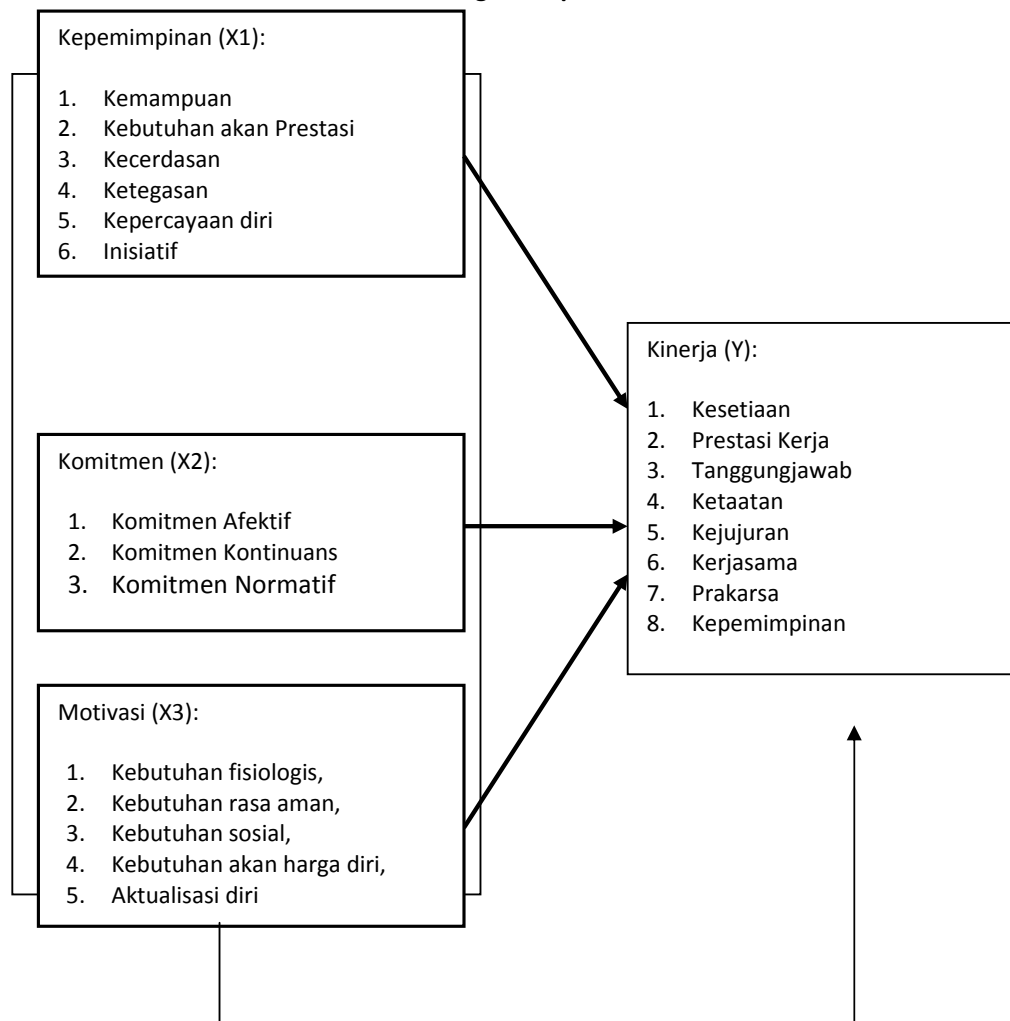 Kepemimpinan (X1):
1. Kemampuan
2. Kebutuhan akan Prestasi
3. Kecerdasan
4. Ketegasan
5. Kepercayaan diri
6. Inisiatif
Komitmen (X2):
1. Komitmen Afektif
2. Komitmen Kontinuans
3. Komitmen Normatif
Motivasi (X3):
1. Kebutuhan fisiologis,
2. Kebutuhan rasa aman,
3. Kebutuhan sosial,
4. Kebutuhan akan harga diri,
5. Aktualisasi diri
Kinerja (Y):
1. Kesetiaan
2. Prestasi Kerja
3. Tanggungjawab
4. Ketaatan
5. Kejujuran
6. Kerjasama
7. Prakarsa
8. Kepemimpinan